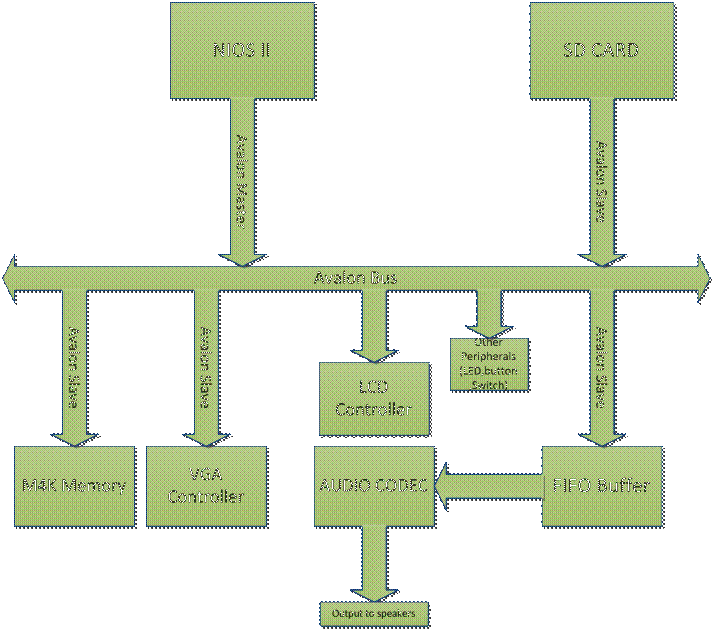 NIOS II
SD CARD
Avalon Master
Avalon Slave
Avalon Bus
Avalon Slave
Avalon Slave
Avalon Slave
Other
Peripherals
(LED,button,
Switch)
LCD
Controller
M4K Memory
VGA
Controller
AUDIO CODEC
FIFO Buffer
Output to speakers